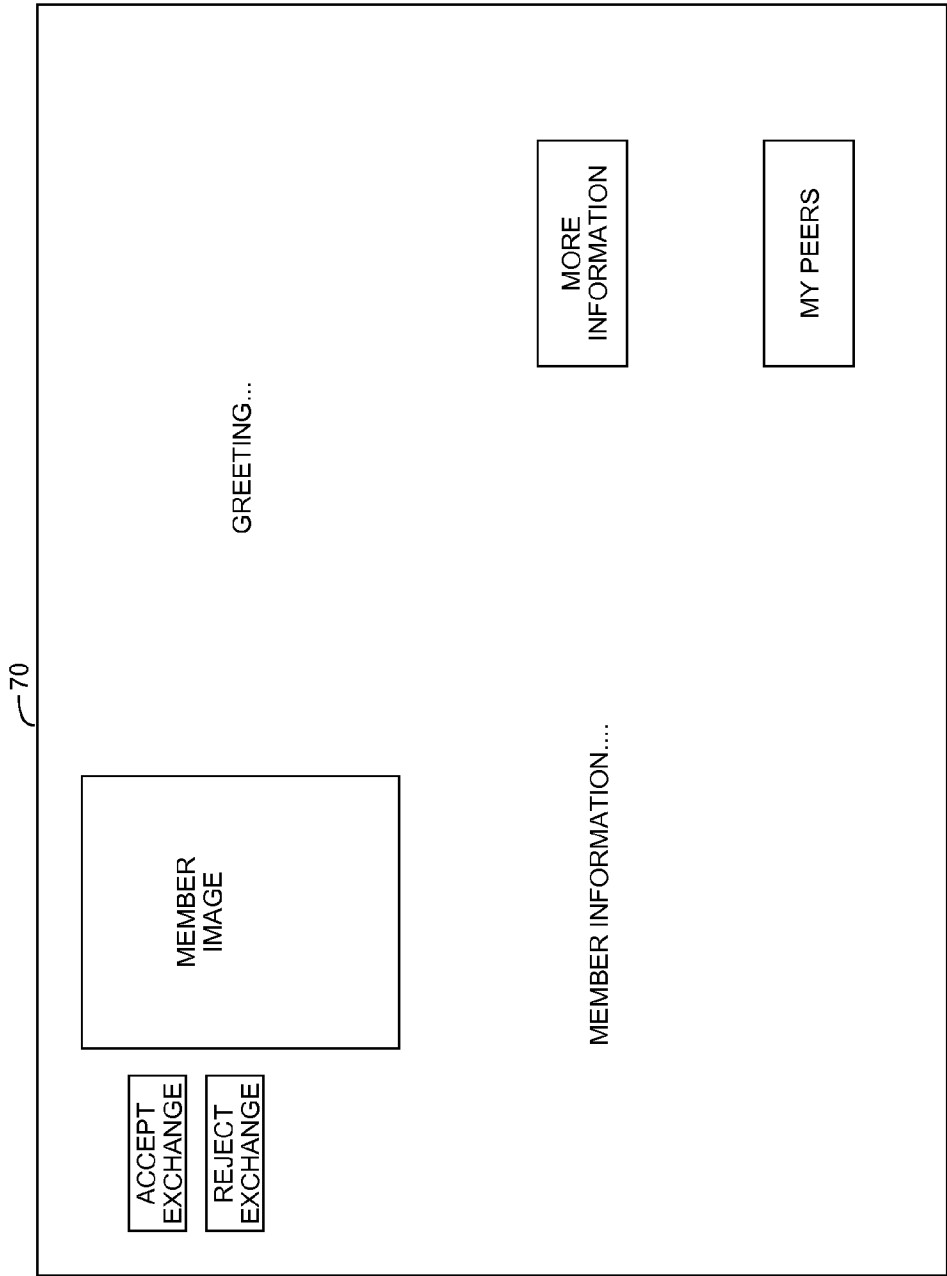 70
ACCEPT
EXCHANGE
REJECT
EXCHANGE
MEMBER
IMAGE
GREETING...
MEMBER INFORMATION....
MORE
INFORMATION
MY PEERS